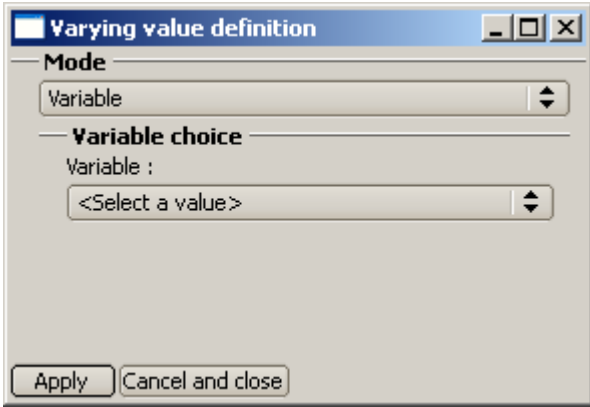 Varying value definition
Mode
Variable
Variable choice
Variable :
<Select a value>
Apply Cancel and close